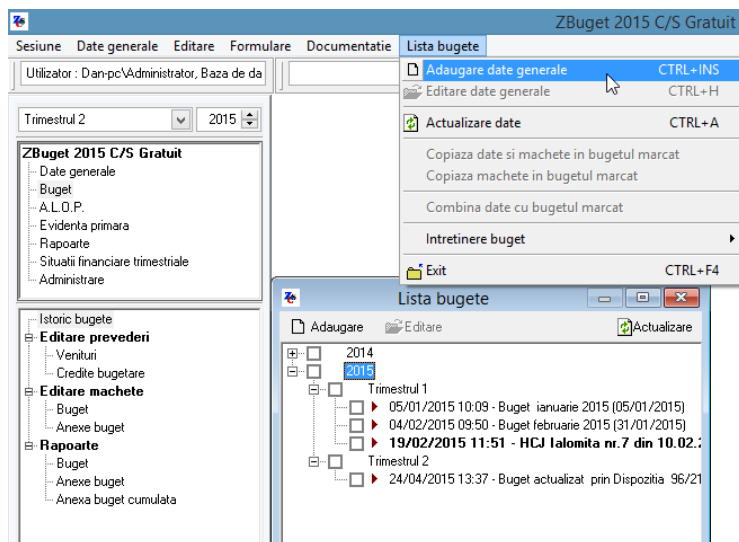 ZBuget 2015 C/S Gratuit
Sesiune Date generale Editare Formulare Documentatie Lista bugete
Utilizator : Dan-pc\Administrator, Baza de da
Adaugare date generale CTRL+INS
Editare date generale CTRL+H
Actualizare date CTRL+A
Copiaza date si machete in bugetul marcat
Copiaza machete in bugetul marcat
Combina date cu bugetul marcat
Intretinere buget
Exit CTRL+F4
Trimestrul 2 2015
ZBuget 2015 C/S Gratuit
Date generale
Buget
A.L.O.P.
Evidenta primara
Rapoarte
Situatii financiare trimestriale
Administrare
Istoric bugete
Editare prevederi
Venituri
Credite bugetare
Editare machete
Buget
Anexe buget
Rapoarte
Buget
Anexe buget
Anexa buget cumulata
Lista bugete
Adaugare Editare Actualizare
2014
2015
Trimestrul 1
05/01/2015 10:09 - Buget ianuarie 2015 (05/01/2015)
04/02/2015 09:50 - Buget februarie 2015 (31/01/2015)
19/02/2015 11:51 - HCJ Ialomita nr.7 din 10.02.2
Trimestrul 2
24/04/2015 13:37 - Buget actualizat prin Dispozitia 96/21